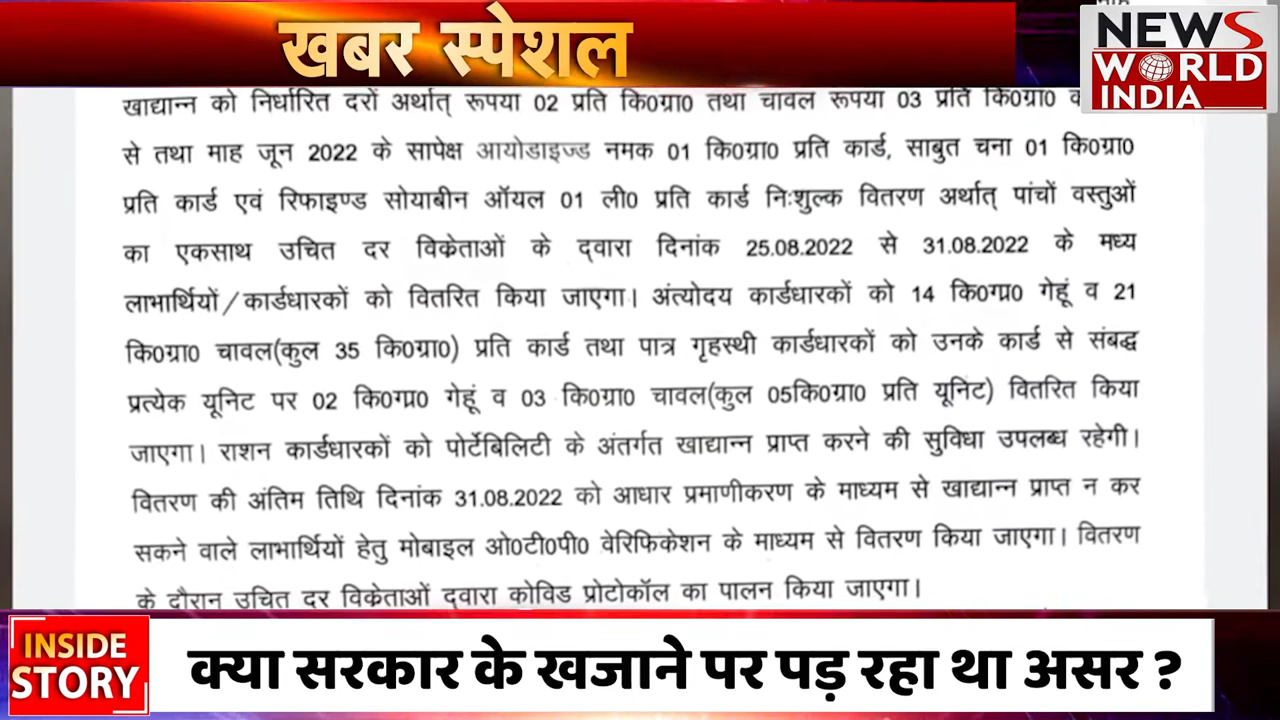 खबर स्पेशल
NEWS
WORLD
INDIA
खाद्यान्न को निर्धारित दरों अर्थात् रूपया 02 प्रति कि0ग्रा0 तथा चावल रूपया 03 प्रति कि0ग्रा0
से तथा माह जून 2022 के सापेक्ष आयोडाइज्ड नमक 01 कि0ग्रा0 प्रति कार्ड, साबुत चना 01 कि0ग्रा0
प्रति कार्ड एवं रिफाइण्ड सोयाबीन ऑयल 01 ली0 प्रति कार्ड निःशुल्क वितरण अर्थात् पांचों वस्तुओं
का एकसाथ उचित दर विक्रेताओं के द्वारा दिनांक 25.08.2022 से 31.08.2022 के मध्य
लाभार्थियों/कार्डधारकों को वितरित किया जाएगा। अंत्योदय कार्डधारकों को 14 कि0ग्रा0 गेहूं व 21
कि0ग्रा0 चावल(कुल 35 कि0ग्रा0) प्रति कार्ड तथा पात्र गृहस्थी कार्डधारकों को उनके कार्ड से संबद्ध
प्रत्येक यूनिट पर 02 कि0ग्रा0 गेहूं व 03 कि0ग्रा0 चावल(कुल 05कि0ग्रा0 प्रति यूनिट) वितरित किया
जाएगा। राशन कार्डधारकों को पोर्टेबिलिटी के अंतर्गत खाद्यान्न प्राप्त करने की सुविधा उपलब्ध रहेगी।
वितरण की अंतिम तिथि दिनांक 31.08.2022 को आधार प्रमाणीकरण के माध्यम से खाद्यान्न प्राप्त न कर
सकने वाले लाभार्थियों हेतु मोबाइल ओ0टी0पी0 वेरिफिकेशन के माध्यम से वितरण किया जाएगा। वितरण
के दौरान उचित दर विक्रेताओं द्वारा कोविड प्रोटोकॉल का पालन किया जाएगा।
INSIDE
STORY
क्या सरकार के खजाने पर पड़ रहा था असर ?